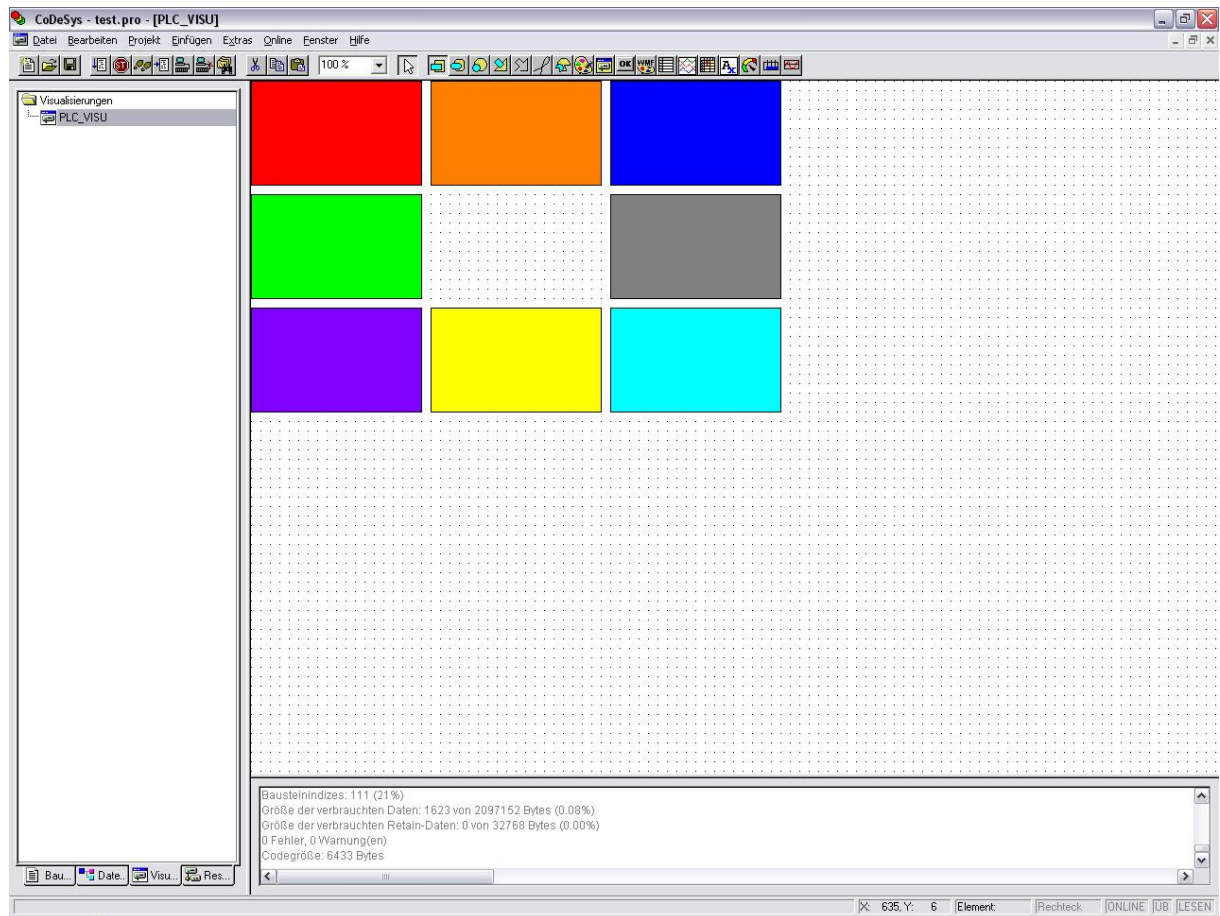 CoDeSys - test.pro - [PLC_VISU]
Datei Bearbeiten Projekt Einfügen Extras Online Fenster Hilfe
100 %
OK
WMF
Visualisierungen
PLC_VISU
Bausteinindizes: 111 (21%)
Größe der verbrauchten Daten: 1623 von 2097152 Bytes (0.08%)
Größe der verbrauchten Retain-Daten: 0 von 32768 Bytes (0.00%)
0 Fehler, 0 Warnung(en)
Codegröße: 6433 Bytes
Bau... Date.. Visu... Res...
X: 635, Y: 6 Element: Rechteck ONLINE ÜB LESEN